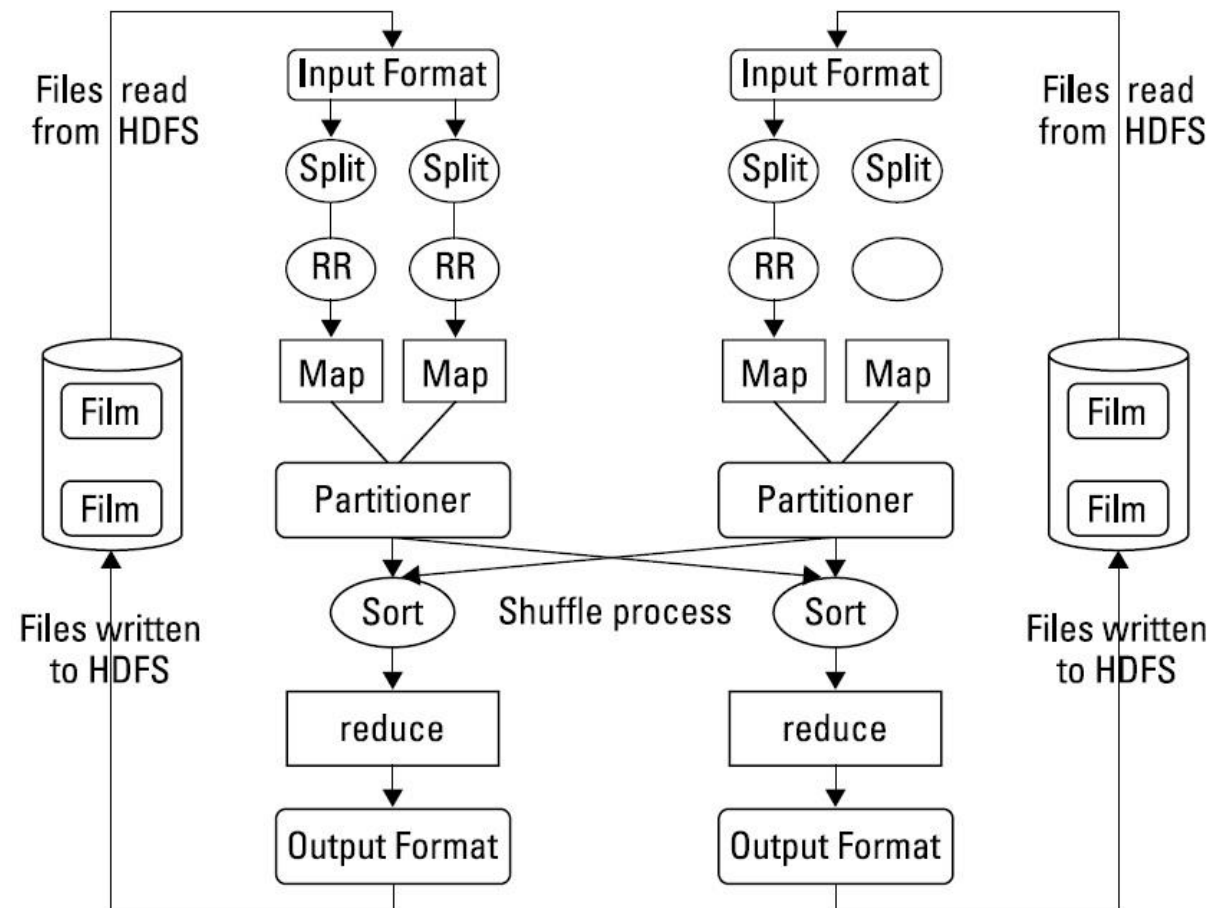 Input Format
Input Format
Files read
from HDFS
Files read
from HDFS
Split
Split
Split
Split
RR
RR
RR
Map
Map
Map
Map
Film
Film
Film
Film
Partitioner
Partitioner
Sort
Shuffle process
Sort
Files written
to HDFS
Files written
to HDFS
reduce
reduce
Output Format
Output Format